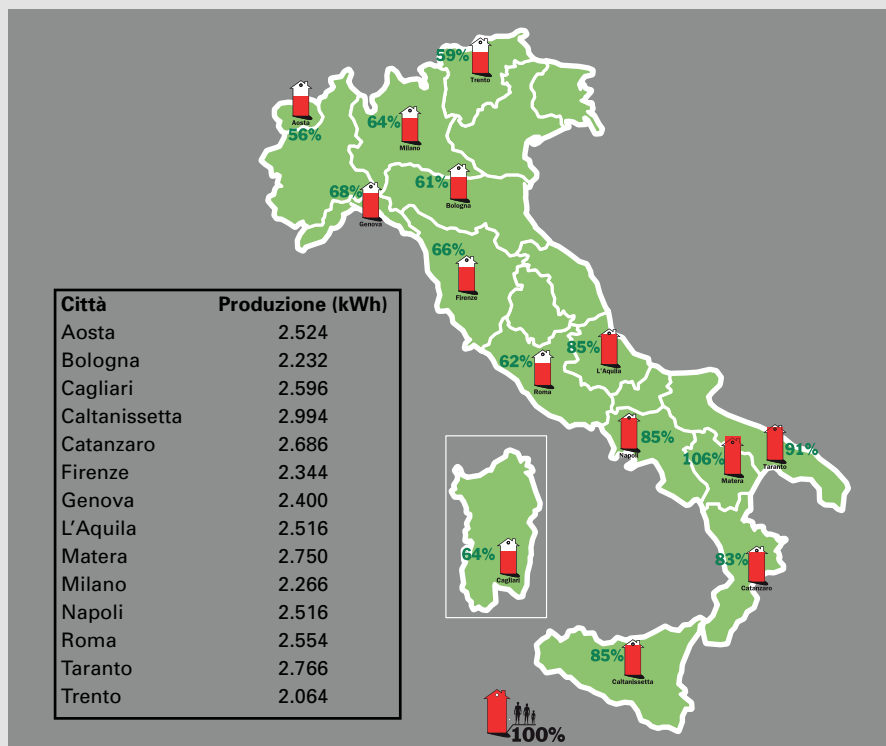 59%
Trento
Aosta
56%
64%
Milano
61%
Bologna
68%
Genova
66%
Firenze
62%
Roma
85%
L'Aquila
85%
Napoli
106%
Matera
91%
Taranto
64%
Cagliari
83%
Catanzaro
85%
Caltanissetta
100%
Città Produzione (kWh)
Aosta 2.524
Bologna 2.232
Cagliari 2.596
Caltanissetta 2.994
Catanzaro 2.686
Firenze 2.344
Genova 2.400
L'Aquila 2.516
Matera 2.750
Milano 2.266
Napoli 2.516
Roma 2.554
Taranto 2.766
Trento 2.064